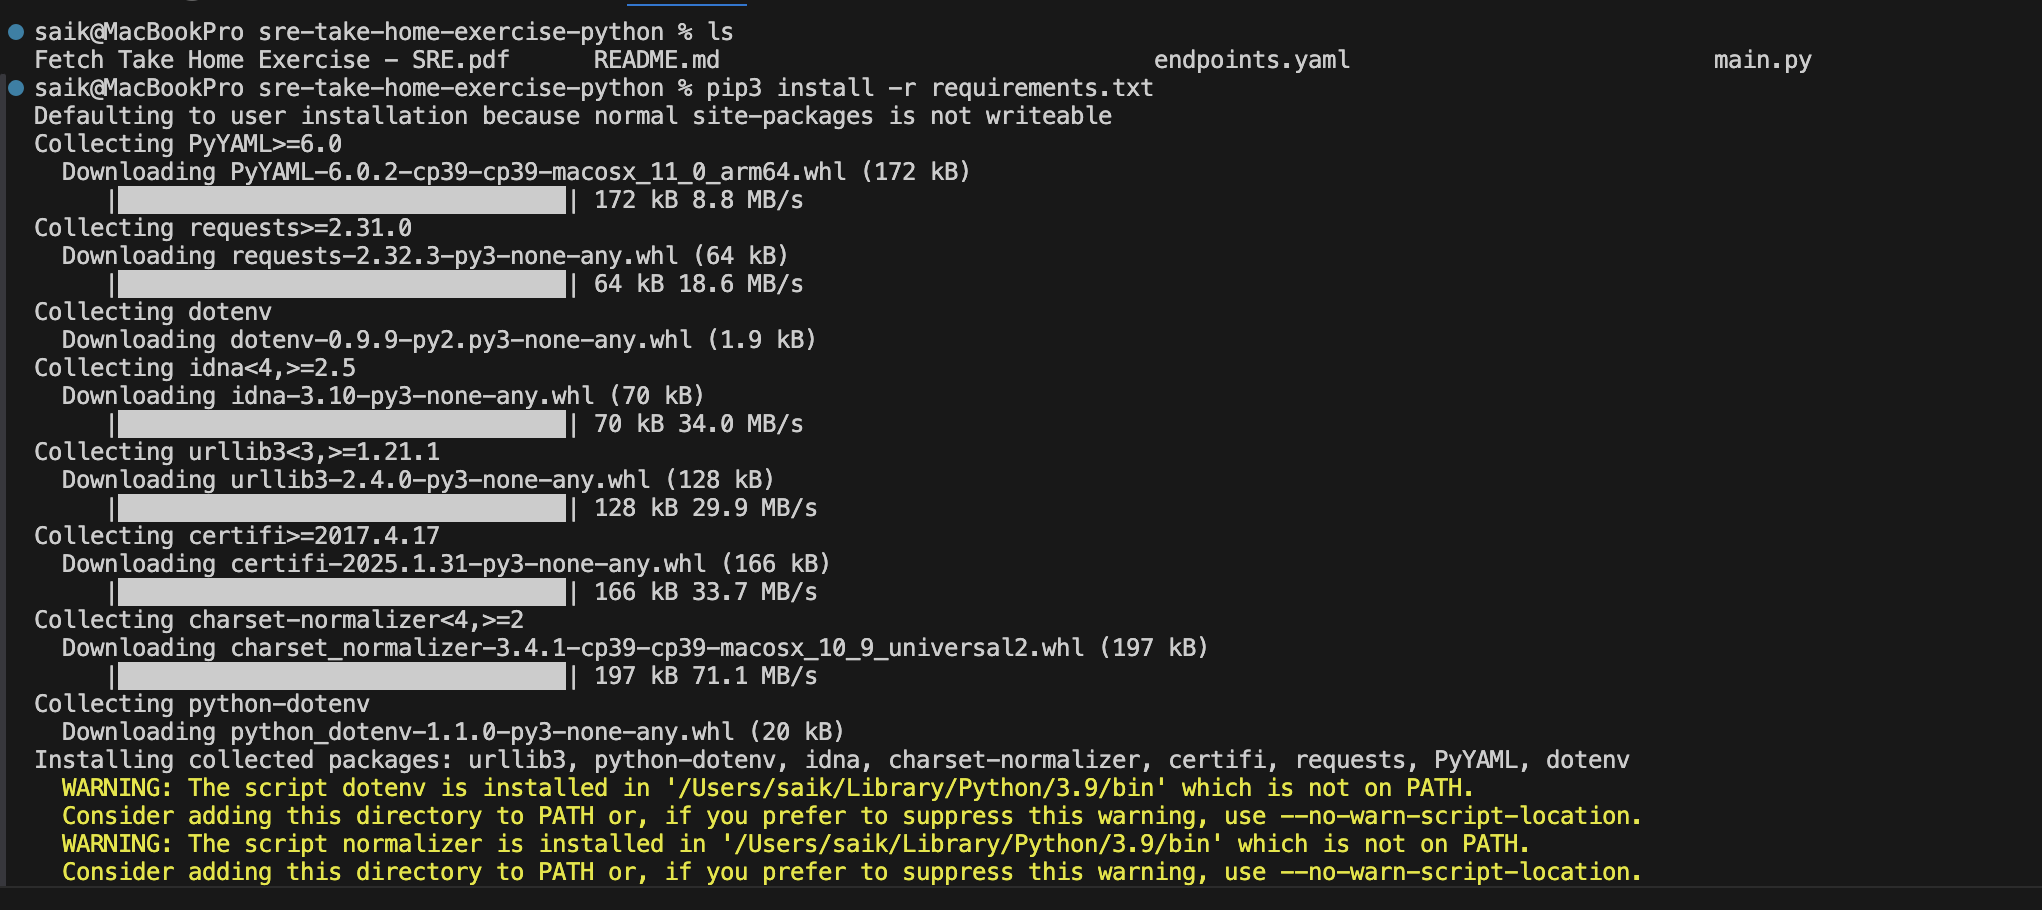 saik@MacBookPro sre-take-home-exercise-python % ls
Fetch Take Home Exercise – SRE.pdf      README.md                               endpoints.yaml                          main.py
saik@MacBookPro sre-take-home-exercise-python % pip3 install -r requirements.txt
Defaulting to user installation because normal site-packages is not writeable
Collecting PyYAML>=6.0
  Downloading PyYAML-6.0.2-cp39-cp39-macosx_11_0_arm64.whl (172 kB)
     |████████████████████████████████| 172 kB 8.8 MB/s
Collecting requests>=2.31.0
  Downloading requests-2.32.3-py3-none-any.whl (64 kB)
     |████████████████████████████████| 64 kB 18.6 MB/s
Collecting dotenv
  Downloading dotenv-0.9.9-py2.py3-none-any.whl (1.9 kB)
Collecting idna<4,>=2.5
  Downloading idna-3.10-py3-none-any.whl (70 kB)
     |████████████████████████████████| 70 kB 34.0 MB/s
Collecting urllib3<3,>=1.21.1
  Downloading urllib3-2.4.0-py3-none-any.whl (128 kB)
     |████████████████████████████████| 128 kB 29.9 MB/s
Collecting certifi>=2017.4.17
  Downloading certifi-2025.1.31-py3-none-any.whl (166 kB)
     |████████████████████████████████| 166 kB 33.7 MB/s
Collecting charset-normalizer<4,>=2
  Downloading charset_normalizer-3.4.1-cp39-cp39-macosx_10_9_universal2.whl (197 kB)
     |████████████████████████████████| 197 kB 71.1 MB/s
Collecting python-dotenv
  Downloading python_dotenv-1.1.0-py3-none-any.whl (20 kB)
Installing collected packages: urllib3, python-dotenv, idna, charset-normalizer, certifi, requests, PyYAML, dotenv
  WARNING: The script dotenv is installed in '/Users/saik/Library/Python/3.9/bin' which is not on PATH.
  Consider adding this directory to PATH or, if you prefer to suppress this warning, use --no-warn-script-location.
  WARNING: The script normalizer is installed in '/Users/saik/Library/Python/3.9/bin' which is not on PATH.
  Consider adding this directory to PATH or, if you prefer to suppress this warning, use --no-warn-script-location.